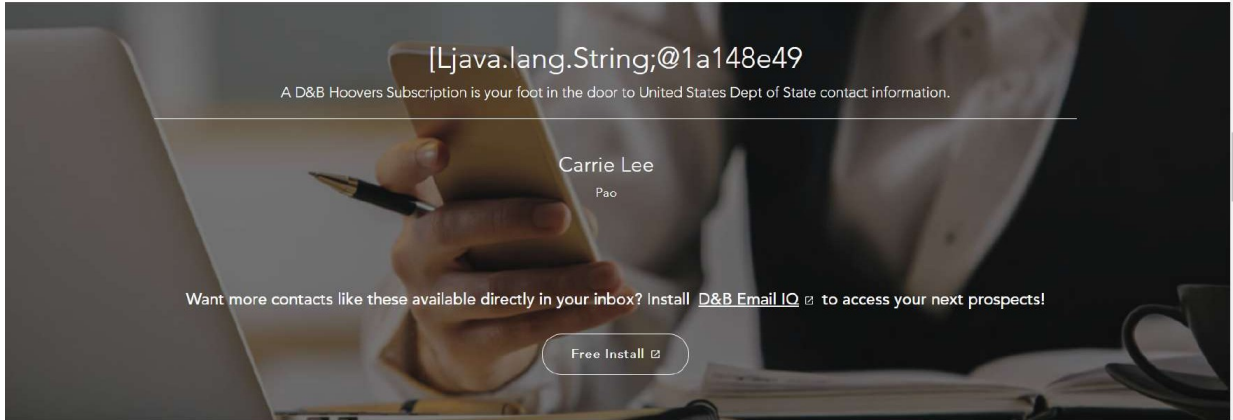 [Ljava.lang.String;@1a148e49
A D&B Hoovers Subscription is your foot in the door to United States Dept of State contact information.
Carrie Lee
Pao
Want more contacts like these available directly in your inbox? Install D&B Email IQ to access your next prospects!
Free Install